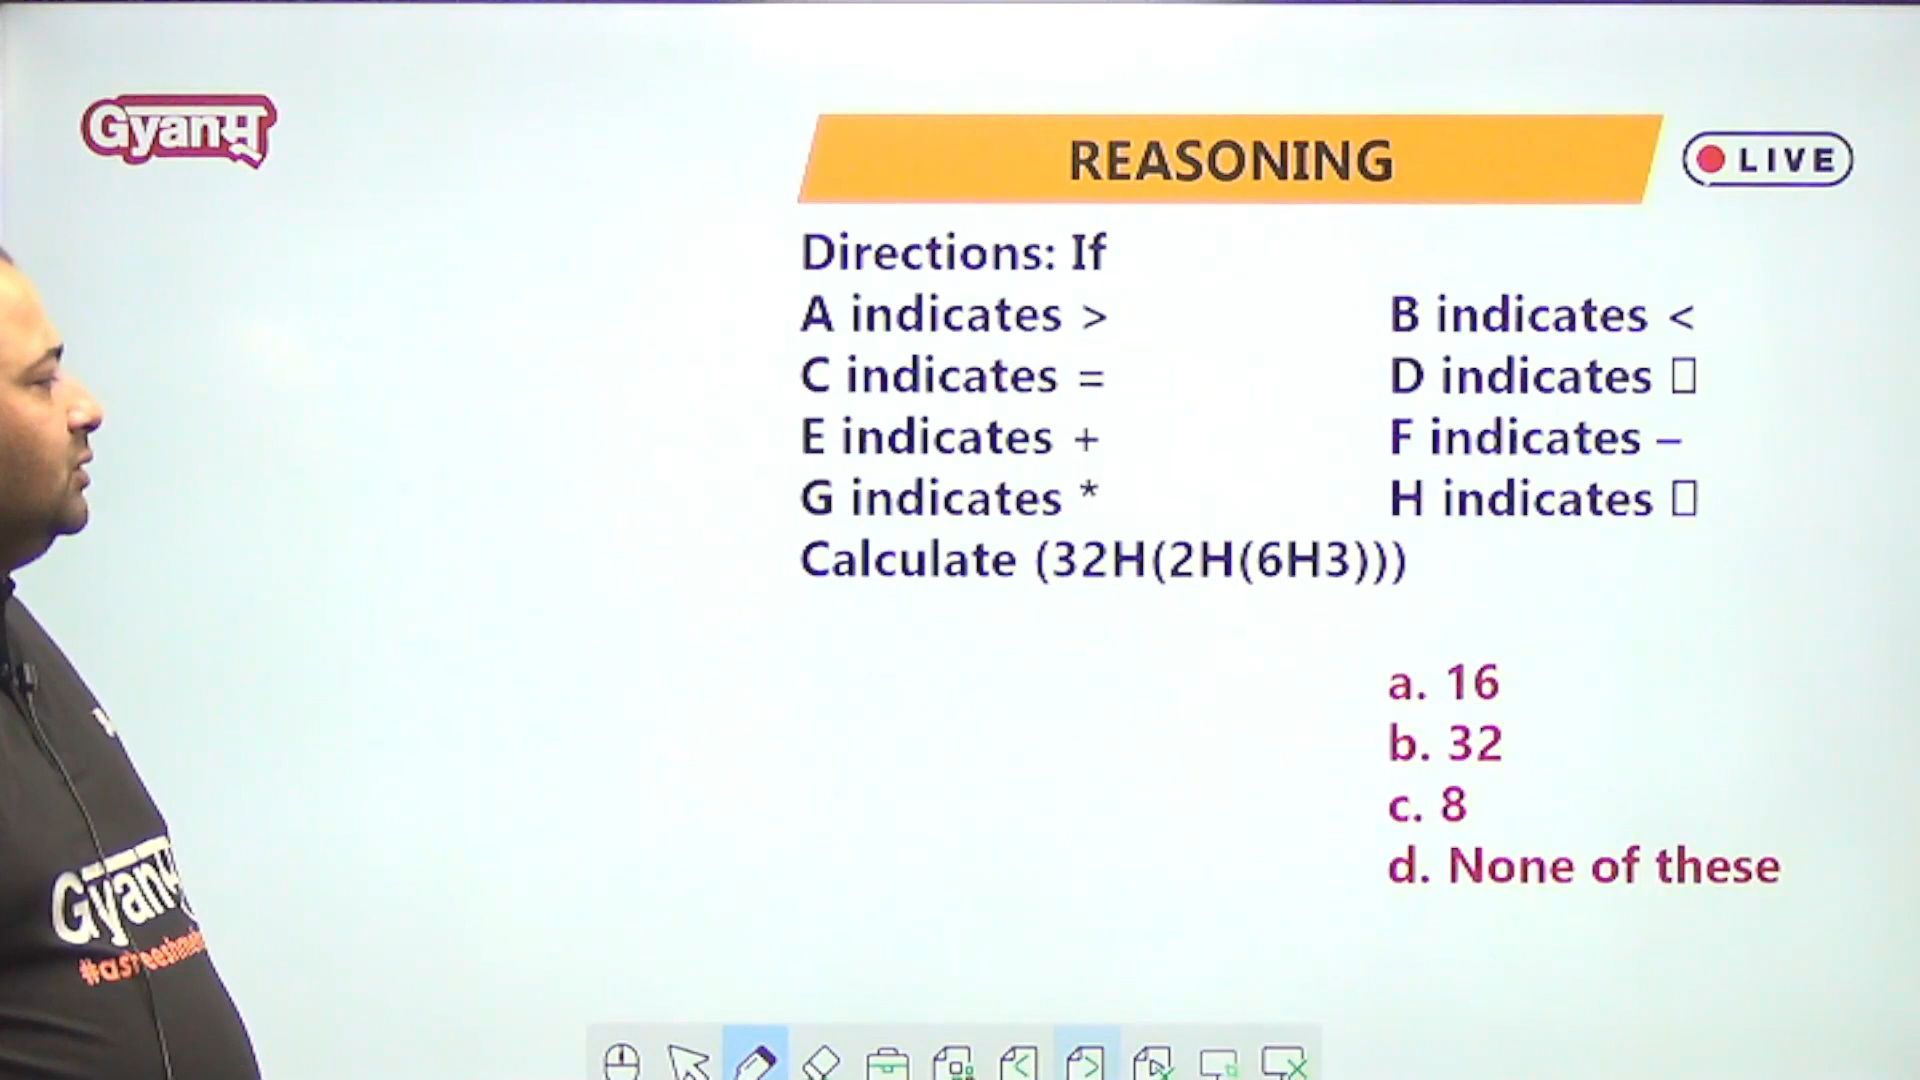 Gyanम्
REASONING
LIVE
Directions: If
A indicates > B indicates <
C indicates = D indicates □
E indicates + F indicates –
G indicates * H indicates □
Calculate (32H(2H(6H3)))
a. 16
b. 32
c. 8
d. None of these